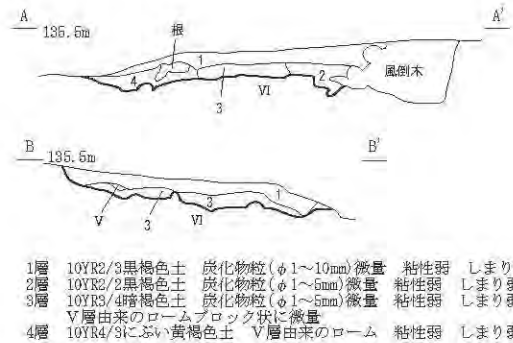 A A'
135.5m
根
1
4 2 風倒木
3 VI
B 135.5m B'
1
V 3 3
VI
1層 10YR2/3黒褐色土 炭化物粒(φ1~10mm)微量 粘性弱 しまり
2層 10YR2/2黒褐色土 炭化物粒(φ1~5mm)微量 粘性弱 しまり弱
3層 10YR3/4暗褐色土 炭化物粒(φ1~5mm)微量 粘性弱 しまり弱
V層由来のロームブロック状に微量
4層 10YR4/3にぶい黄褐色土 V層由来のローム 粘性弱 しまり弱